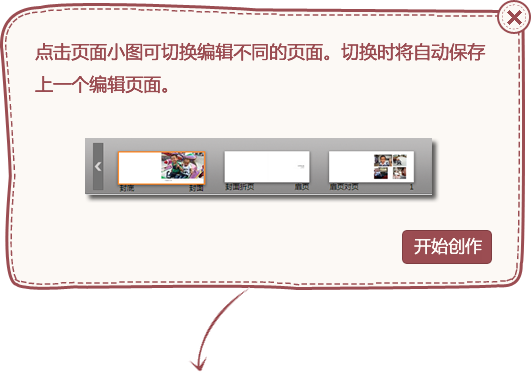 点击页面小图可切换编辑不同的页面。切换时将自动保存
上一个编辑页面。
封底 封面 封面折页 扉页 扉页对页 1
开始创作